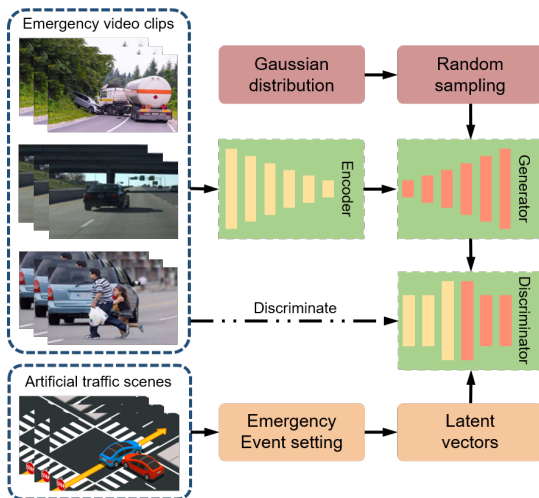 Emergency video clips
Gaussian
distribution
Random
sampling
Encoder
Generator
Discriminate
Discriminator
Artificial traffic scenes
Emergency
Event setting
Latent
vectors